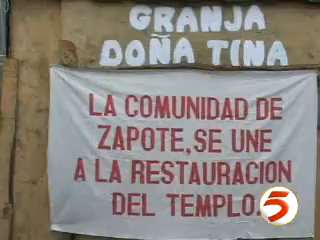 GRANJA
DOÑA TINA
LA COMUNIDAD DE
ZAPOTE, SE UNE
A LA RESTAURACION
DEL TEMPLO.
5